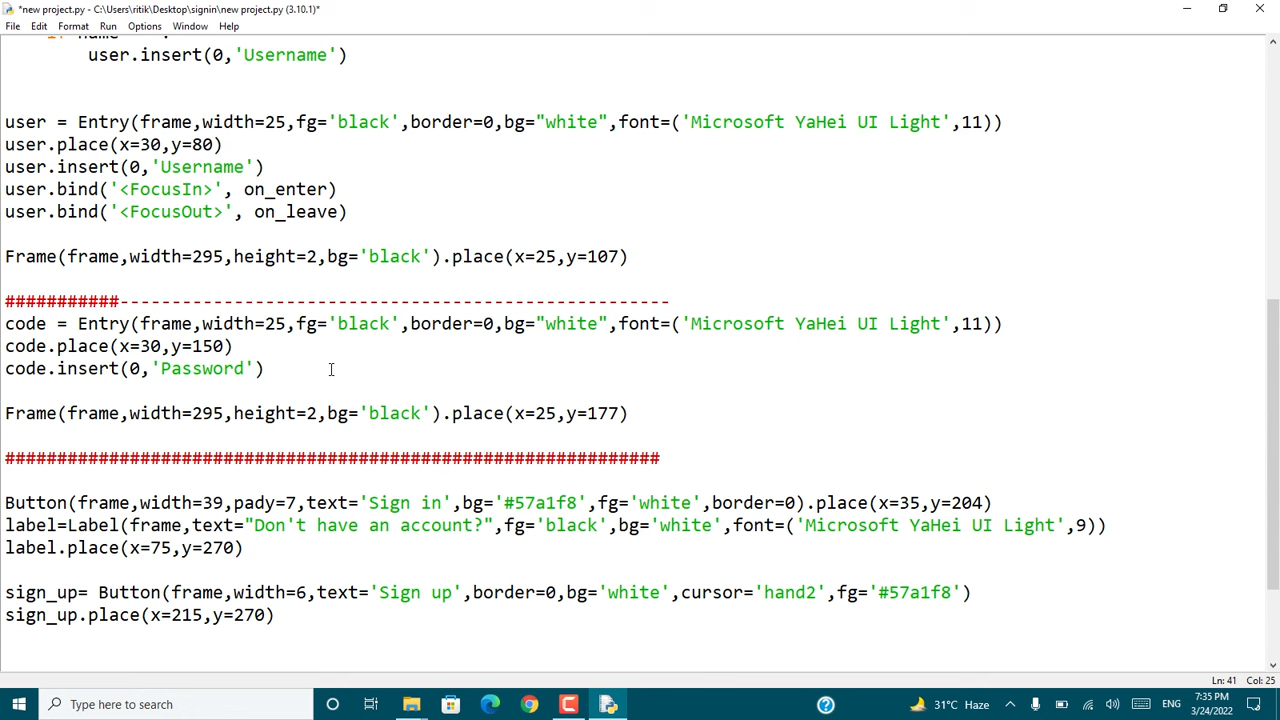 *new project.py - C:\Users\ritik\Desktop\signin\new project.py (3.10.1)*
File Edit Format Run Options Window Help
user.insert(0,'Username')
user = Entry(frame,width=25,fg='black',border=0,bg="white",font=('Microsoft YaHei UI Light',11))
user.place(x=30,y=80)
user.insert(0,'Username')
user.bind('<FocusIn>', on_enter)
user.bind('<FocusOut>', on_leave)
Frame(frame,width=295,height=2,bg='black').place(x=25,y=107)
###########-----------------------------------------------------
code = Entry(frame,width=25,fg='black',border=0,bg="white",font=('Microsoft YaHei UI Light',11))
code.place(x=30,y=150)
code.insert(0,'Password')
Frame(frame,width=295,height=2,bg='black').place(x=25,y=177)
###############################################################
Button(frame,width=39,pady=7,text='Sign in',bg='#57a1f8',fg='white',border=0).place(x=35,y=204)
label=Label(frame,text="Don't have an account?",fg='black',bg='white',font=('Microsoft YaHei UI Light',9))
label.place(x=75,y=270)
sign_up= Button(frame,width=6,text='Sign up',border=0,bg='white',cursor='hand2',fg='#57a1f8')
sign_up.place(x=215,y=270)
Ln: 41 Col: 25
Type here to search
31°C Haze
ENG
7:35 PM
3/24/2022